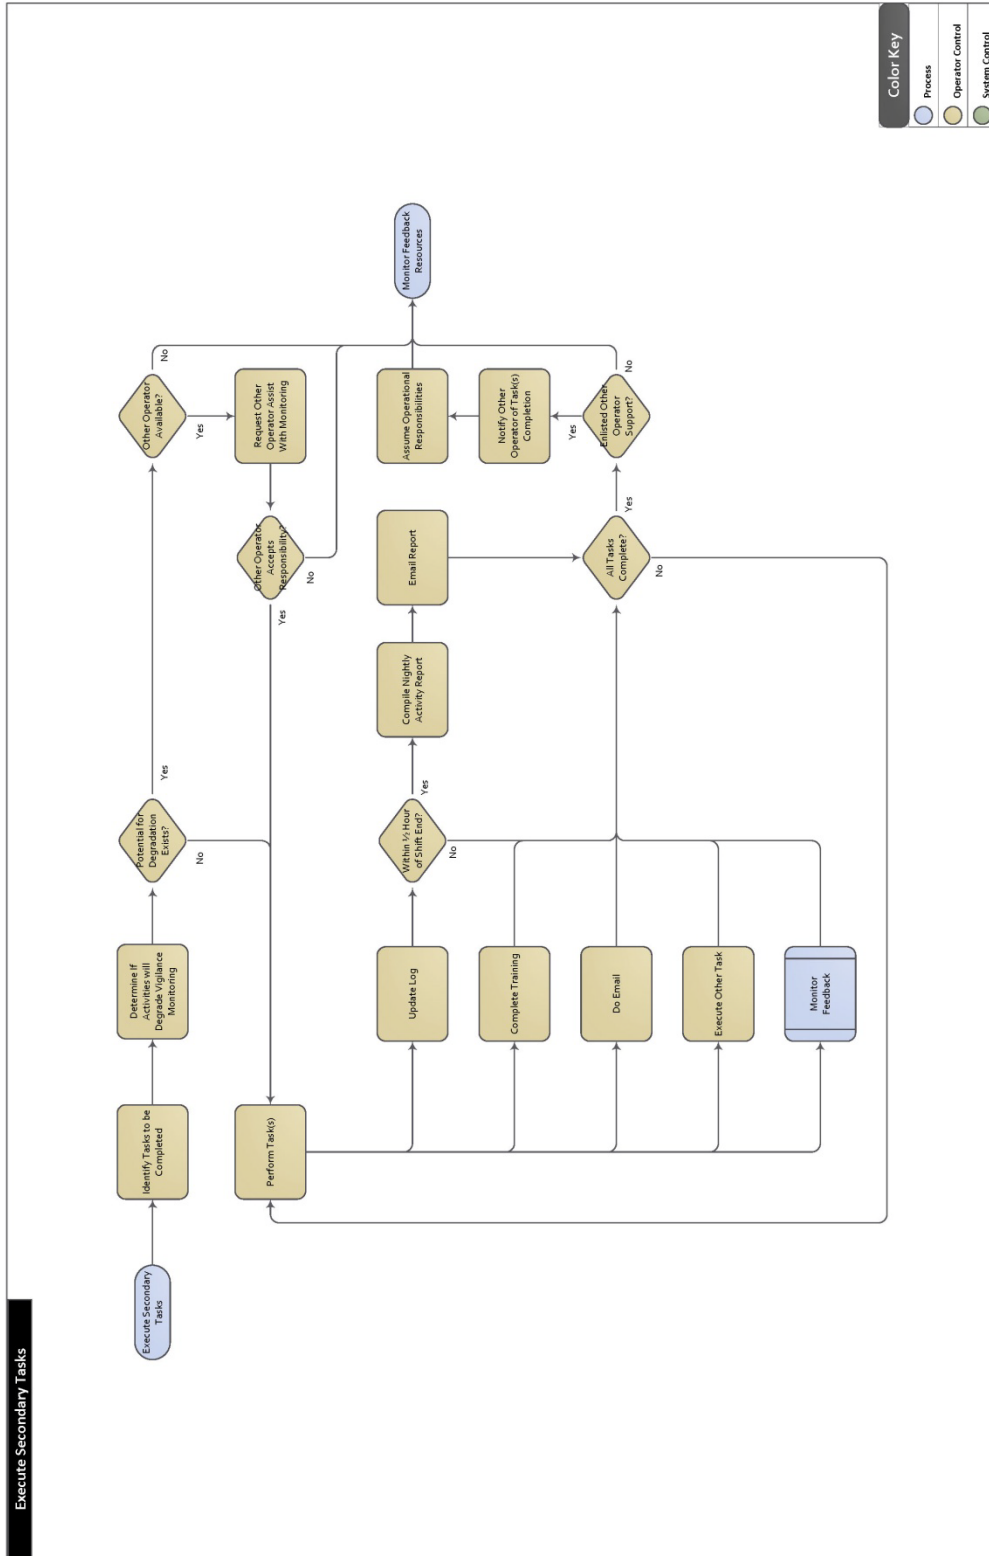 Execute Secondary Tasks
Execute Secondary
Tasks
Identify Tasks to be
Completed
Determine If
Activities will
Degrade Vigilance
Monitoring
Potential for
Degradation
Exists?
Yes
No
Other Operator
Available?
No
Yes
Request Other
Operator Assist
With Monitoring
Other Operator
Accepts
Responsibility?
No
Yes
Perform Task(s)
Update Log
Within ½ Hour
of Shift End?
Yes
No
Compile Nightly
Activity Report
Email Report
Assume Operational
Responsibilities
Monitor Feedback
Resources
Complete Training
Notify Other
Operator of Task(s)
Completion
Do Email
All Tasks
Complete?
Yes
No
Enlisted Other
Operator
Support?
Yes
No
Execute Other Task
Monitor
Feedback
Color Key
Process
Operator Control
System Control